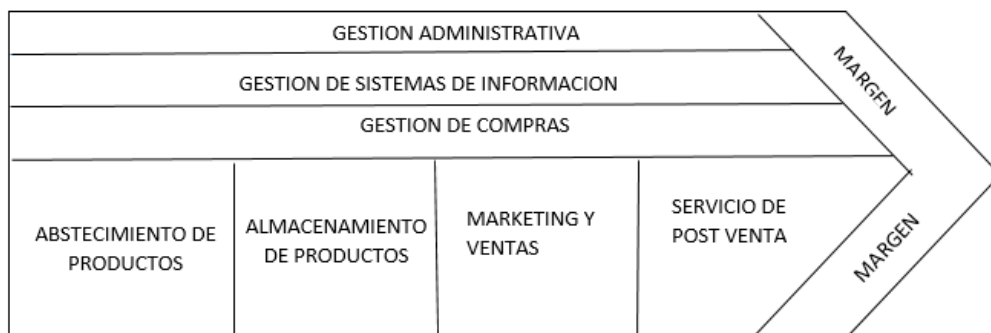 GESTION ADMINISTRATIVA
GESTION DE SISTEMAS DE INFORMACION
GESTION DE COMPRAS
MARGEN
ABSTECIMIENTO DE
PRODUCTOS
ALMACENAMIENTO
DE PRODUCTOS
MARKETING Y
VENTAS
SERVICIO DE
POST VENTA
MARGEN